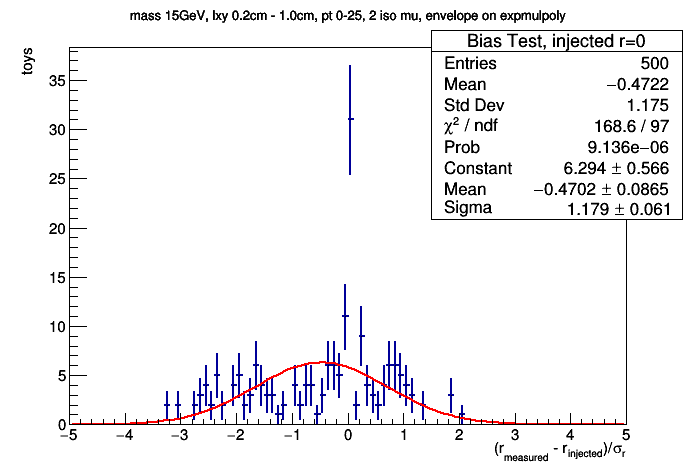 mass 15GeV, lxy 0.2cm - 1.0cm, pt 0-25, 2 iso mu, envelope on expmulpoly
toys
Bias Test, injected r=0
Entries 500
Mean −0.4722
Std Dev 1.175
χ² / ndf 168.6 / 97
Prob 9.136e−06
Constant 6.294 ± 0.566
Mean −0.4702 ± 0.0865
Sigma 1.179 ± 0.061
35
30
25
20
15
10
5
0
−5 −4 −3 −2 −1 0 1 2 3 4 5
(r_measured - r_injected)/σ_r